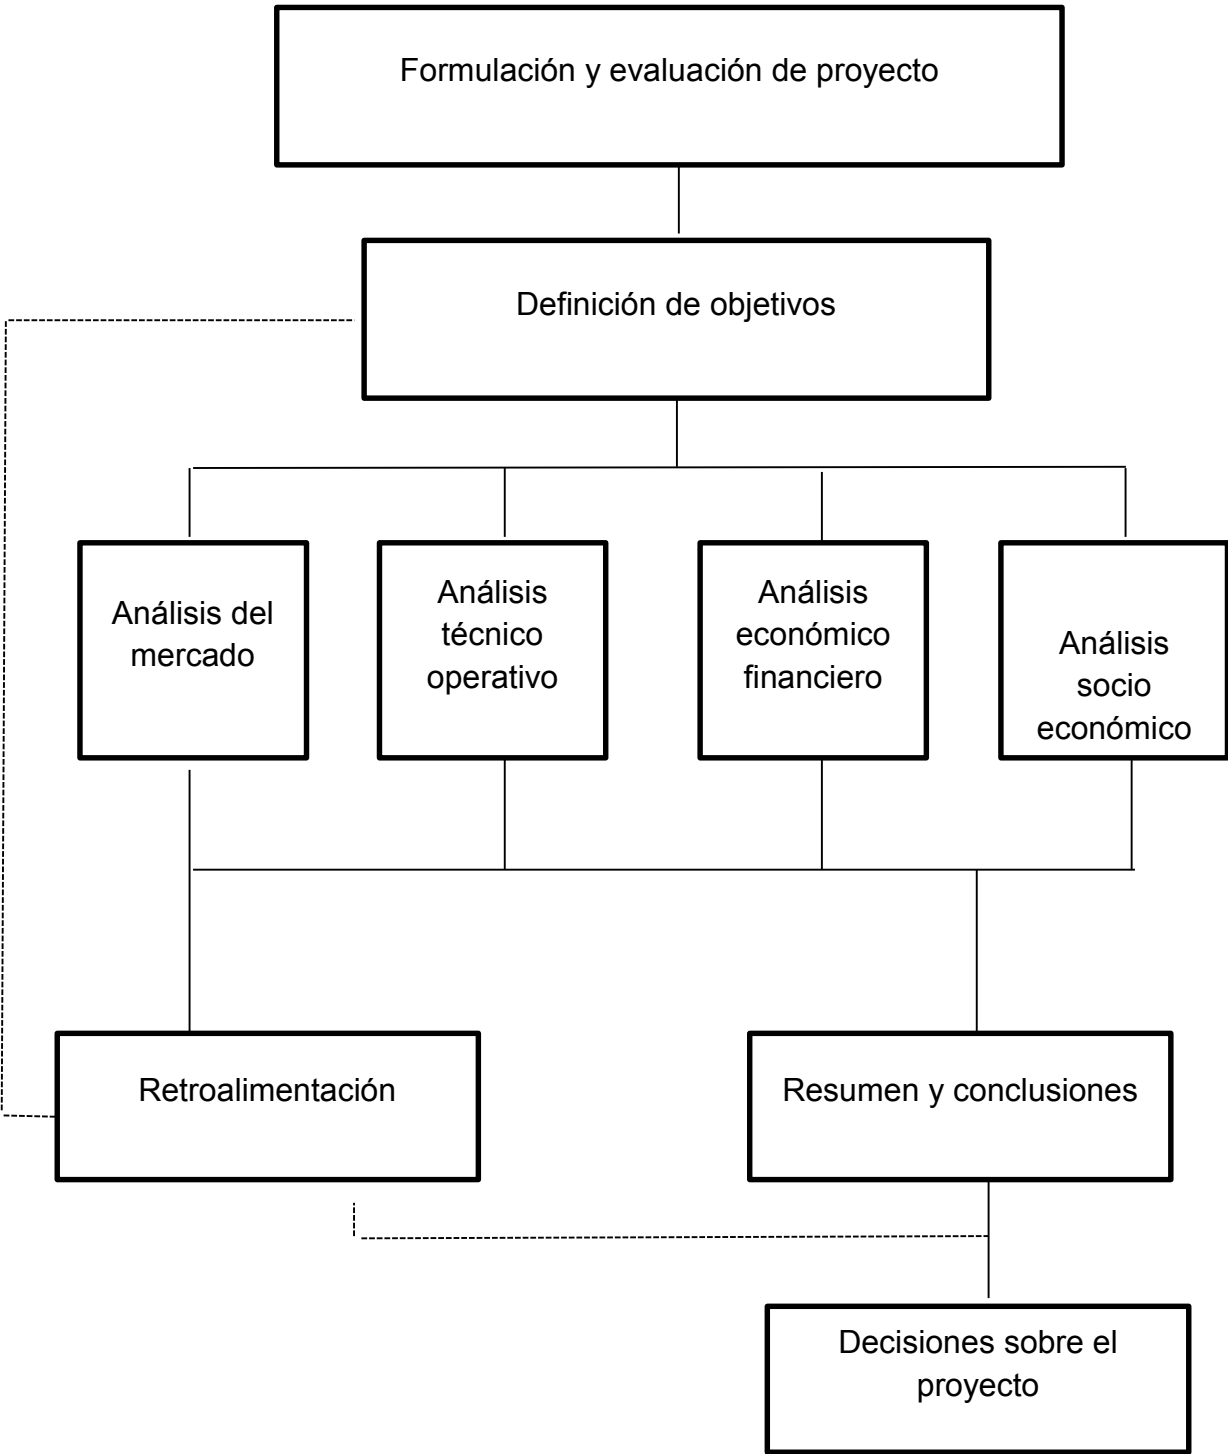 Formulación y evaluación de proyecto
Definición de objetivos
Análisis del
mercado
Análisis
técnico
operativo
Análisis
económico
financiero
Análisis
socio
económico
Retroalimentación
Resumen y conclusiones
Decisiones sobre el
proyecto